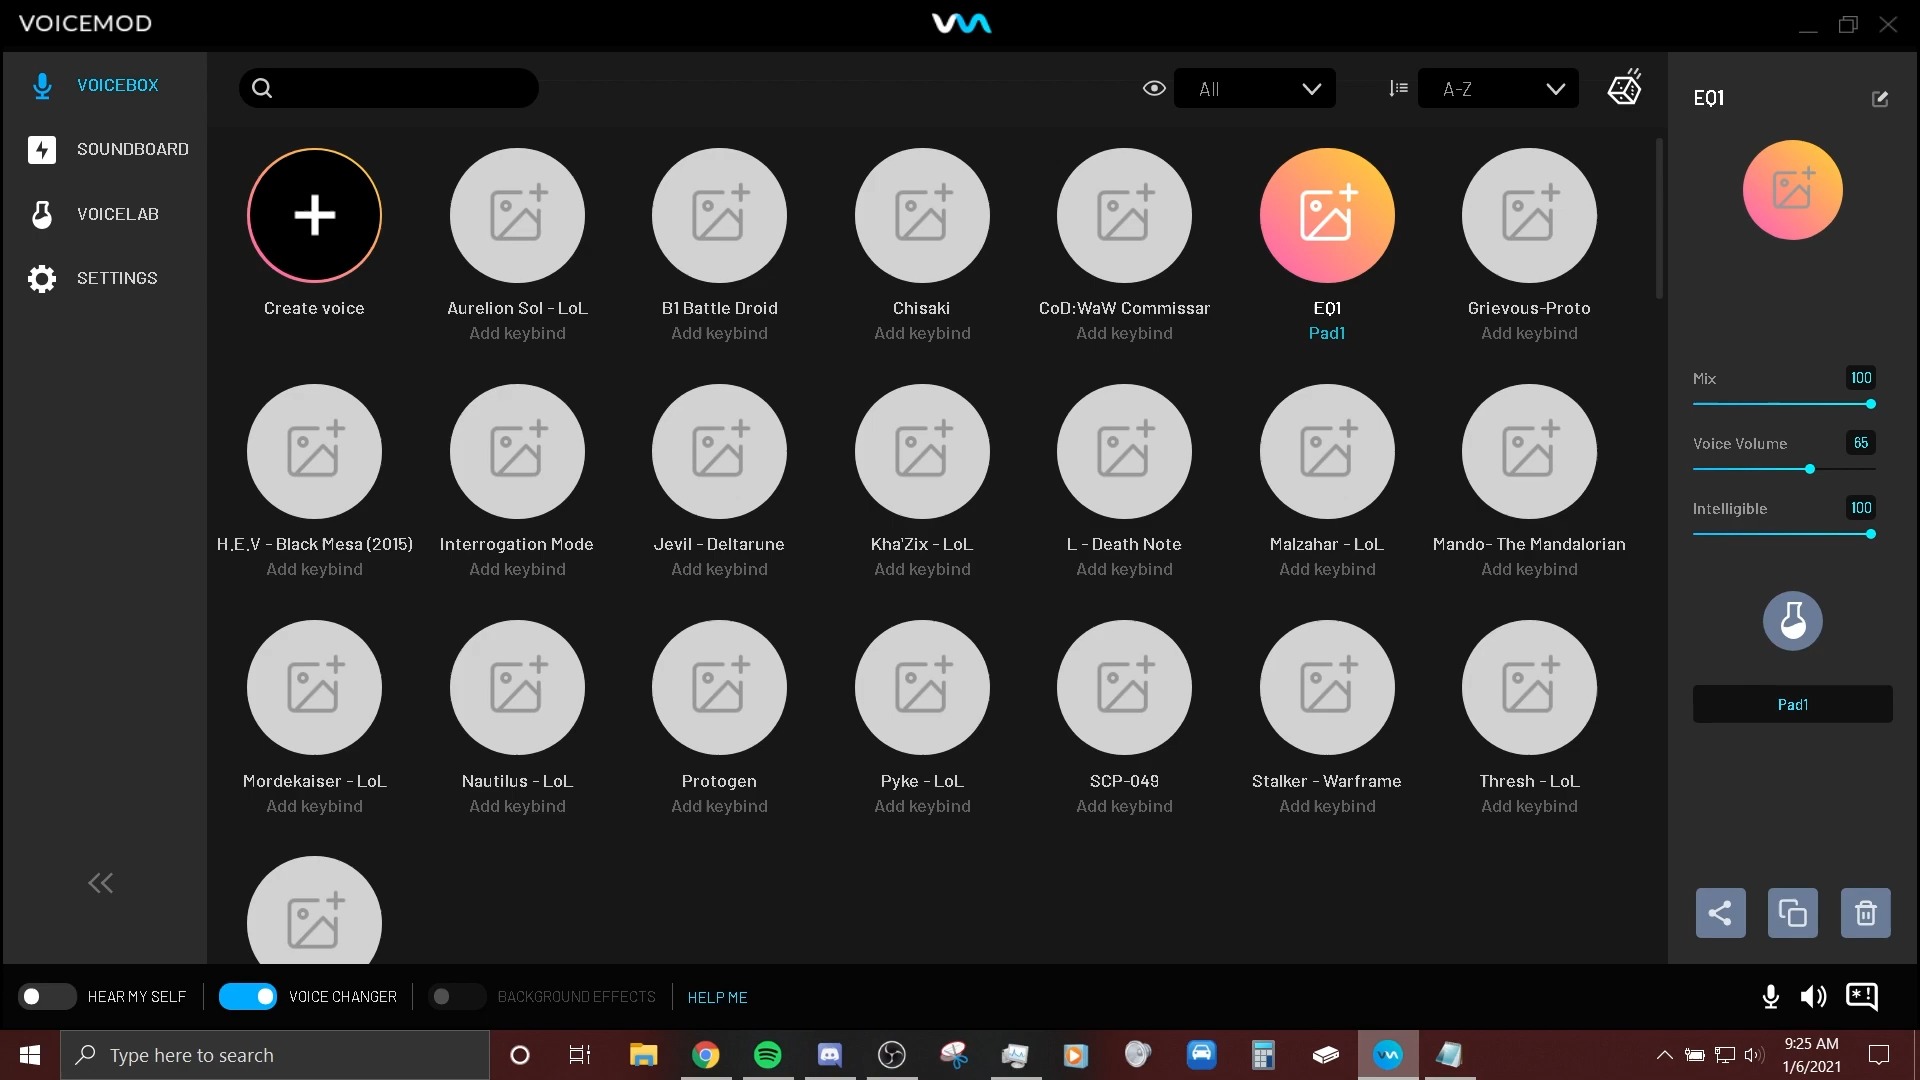 VOICEMOD
VOICEBOX
SOUNDBOARD
VOICELAB
SETTINGS
All
A-Z
Create voice
Aurelion Sol - LoL
Add keybind
B1 Battle Droid
Add keybind
Chisaki
Add keybind
CoD:WaW Commissar
Add keybind
EQ1
Pad1
Grievous-Proto
Add keybind
H.E.V - Black Mesa (2015)
Add keybind
Interrogation Mode
Add keybind
Jevil - Deltarune
Add keybind
Kha'Zix - LoL
Add keybind
L - Death Note
Add keybind
Malzahar - LoL
Add keybind
Mando- The Mandalorian
Add keybind
Mordekaiser - LoL
Add keybind
Nautilus - LoL
Add keybind
Protogen
Add keybind
Pyke - LoL
Add keybind
SCP-049
Add keybind
Stalker - Warframe
Add keybind
Thresh - LoL
Add keybind
EQ1
Mix 100
Voice Volume 65
Intelligible 100
Pad1
HEAR MY SELF
VOICE CHANGER
BACKGROUND EFFECTS
HELP ME
Type here to search
9:25 AM
1/6/2021